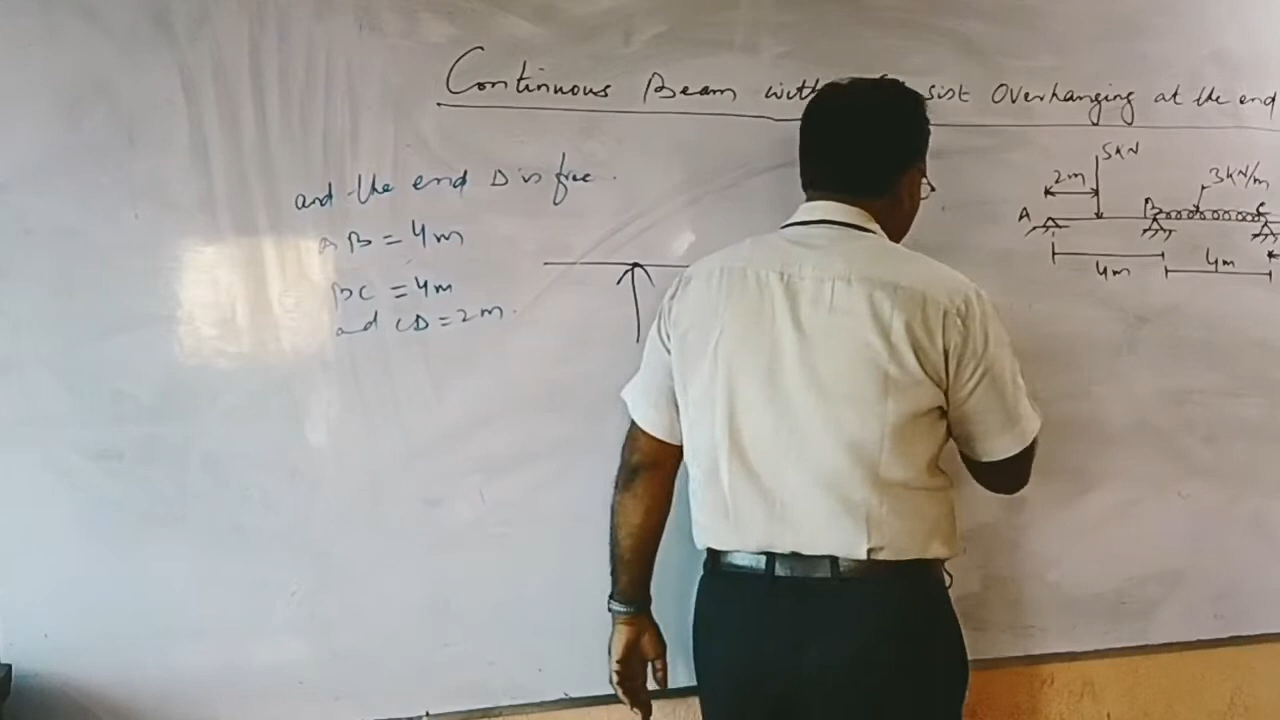 Continuous Beam with sist Overhanging at the end
and the end D is free.
AB = 4m
BC = 4m
and CD = 2m.
5KN
2m
3KN/m
A B C
4m 4m